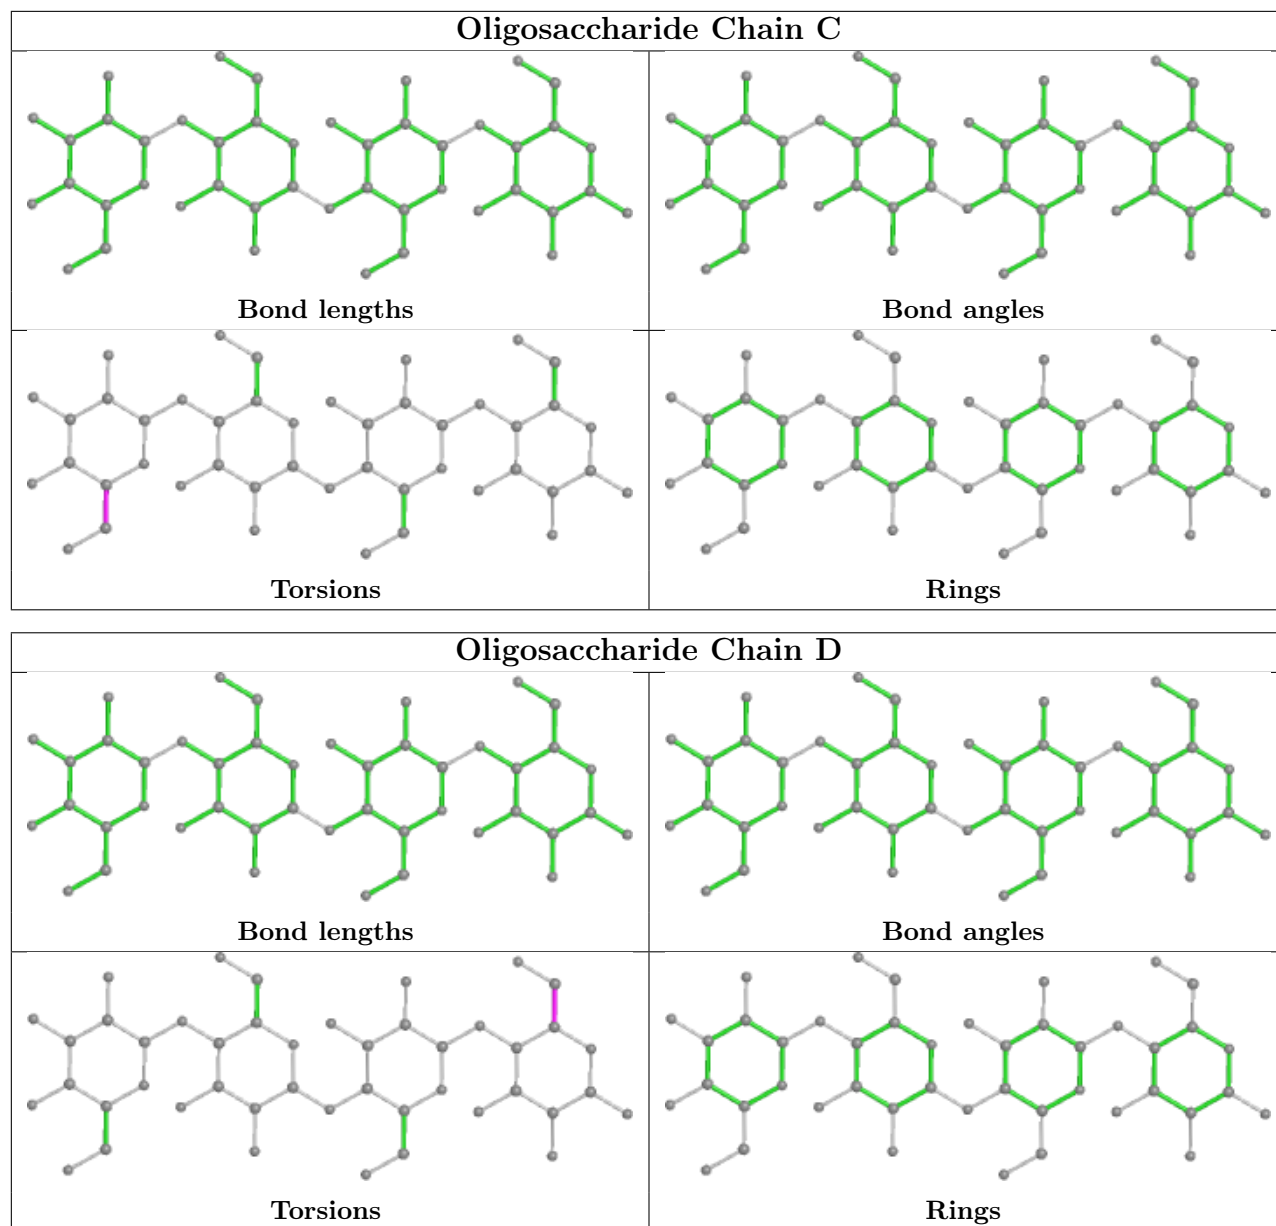 Oligosaccharide Chain C
Bond lengths
Bond angles
Torsions
Rings
Oligosaccharide Chain D
Bond lengths
Bond angles
Torsions
Rings